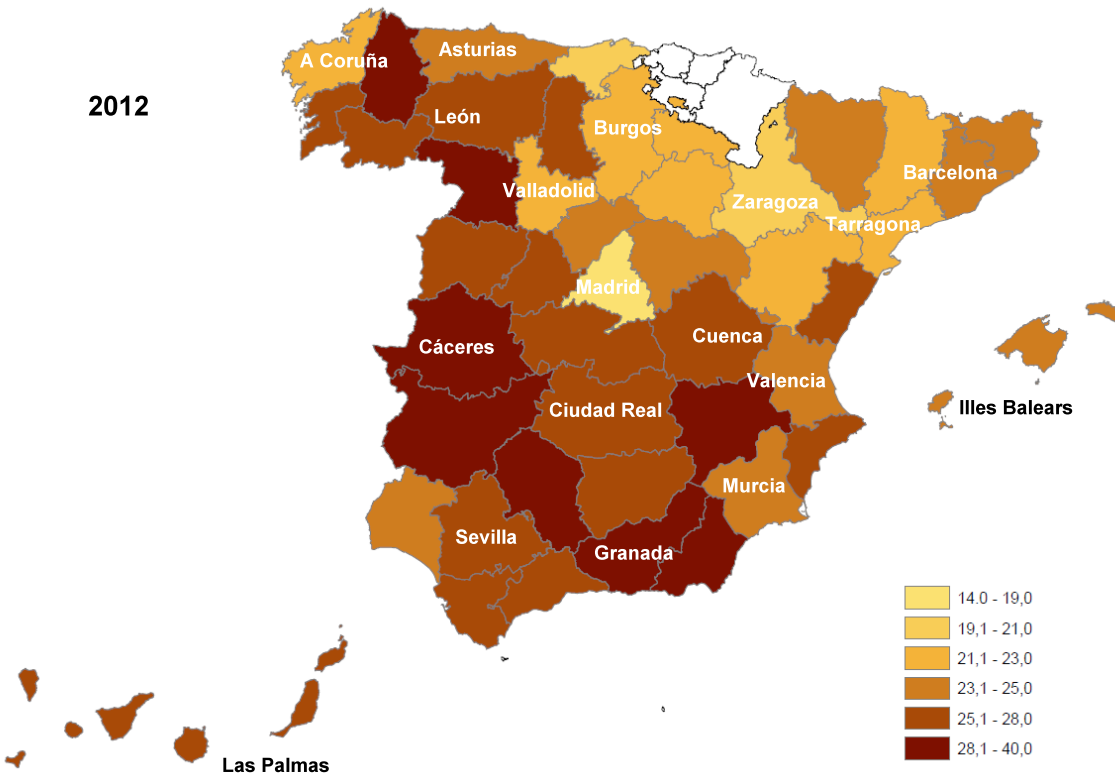 A Coruña
Asturias
2012
León
Burgos
Barcelona
Valladolid
Zaragoza
Tarragona
Madrid
Cuenca
Cáceres
Valencia
Ciudad Real
Illes Balears
Murcia
Sevilla
Granada
14.0 - 19,0
19,1 - 21,0
21,1 - 23,0
23,1 - 25,0
25,1 - 28,0
28,1 - 40,0
Las Palmas